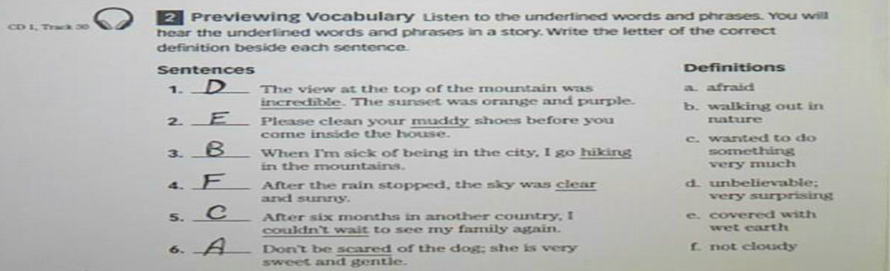 CD 1, Track 30
2 Previewing Vocabulary Listen to the underlined words and phrases. You will
hear the underlined words and phrases in a story. Write the letter of the correct
definition beside each sentence.
Sentences
1. D The view at the top of the mountain was
incredible. The sunset was orange and purple.
2. E Please clean your muddy shoes before you
come inside the house.
3. B When I'm sick of being in the city, I go hiking
in the mountains.
4. F After the rain stopped, the sky was clear
and sunny.
5. C After six months in another country, I
couldn't wait to see my family again.
6. A Don't be scared of the dog; she is very
sweet and gentle.
Definitions
a. afraid
b. walking out in
nature
c. wanted to do
something
very much
d. unbelievable;
very surprising
e. covered with
wet earth
f. not cloudy